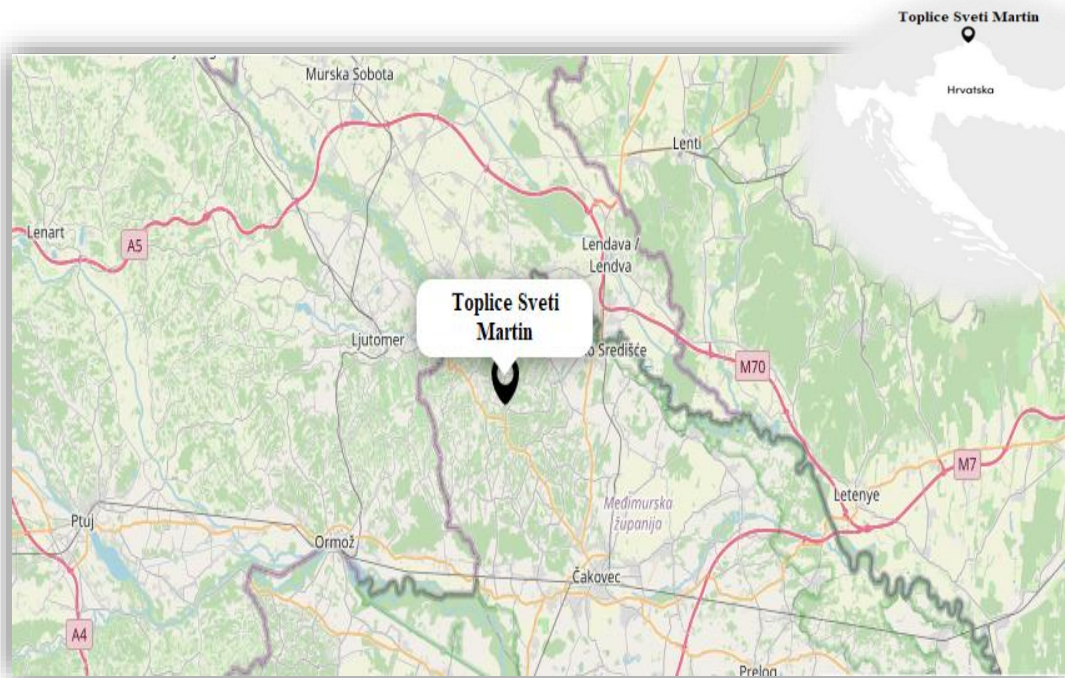 Toplice Sveti Martin
Hrvatska
Murska Sobota
Lenti
Lenart
A5
Lendava /
Lendva
Toplice Sveti
Martin
Ljutomer
Središće
M70
M7
Letenye
Međimurska
županija
Ptuj
Ormož
Čakovec
A4
Prelog